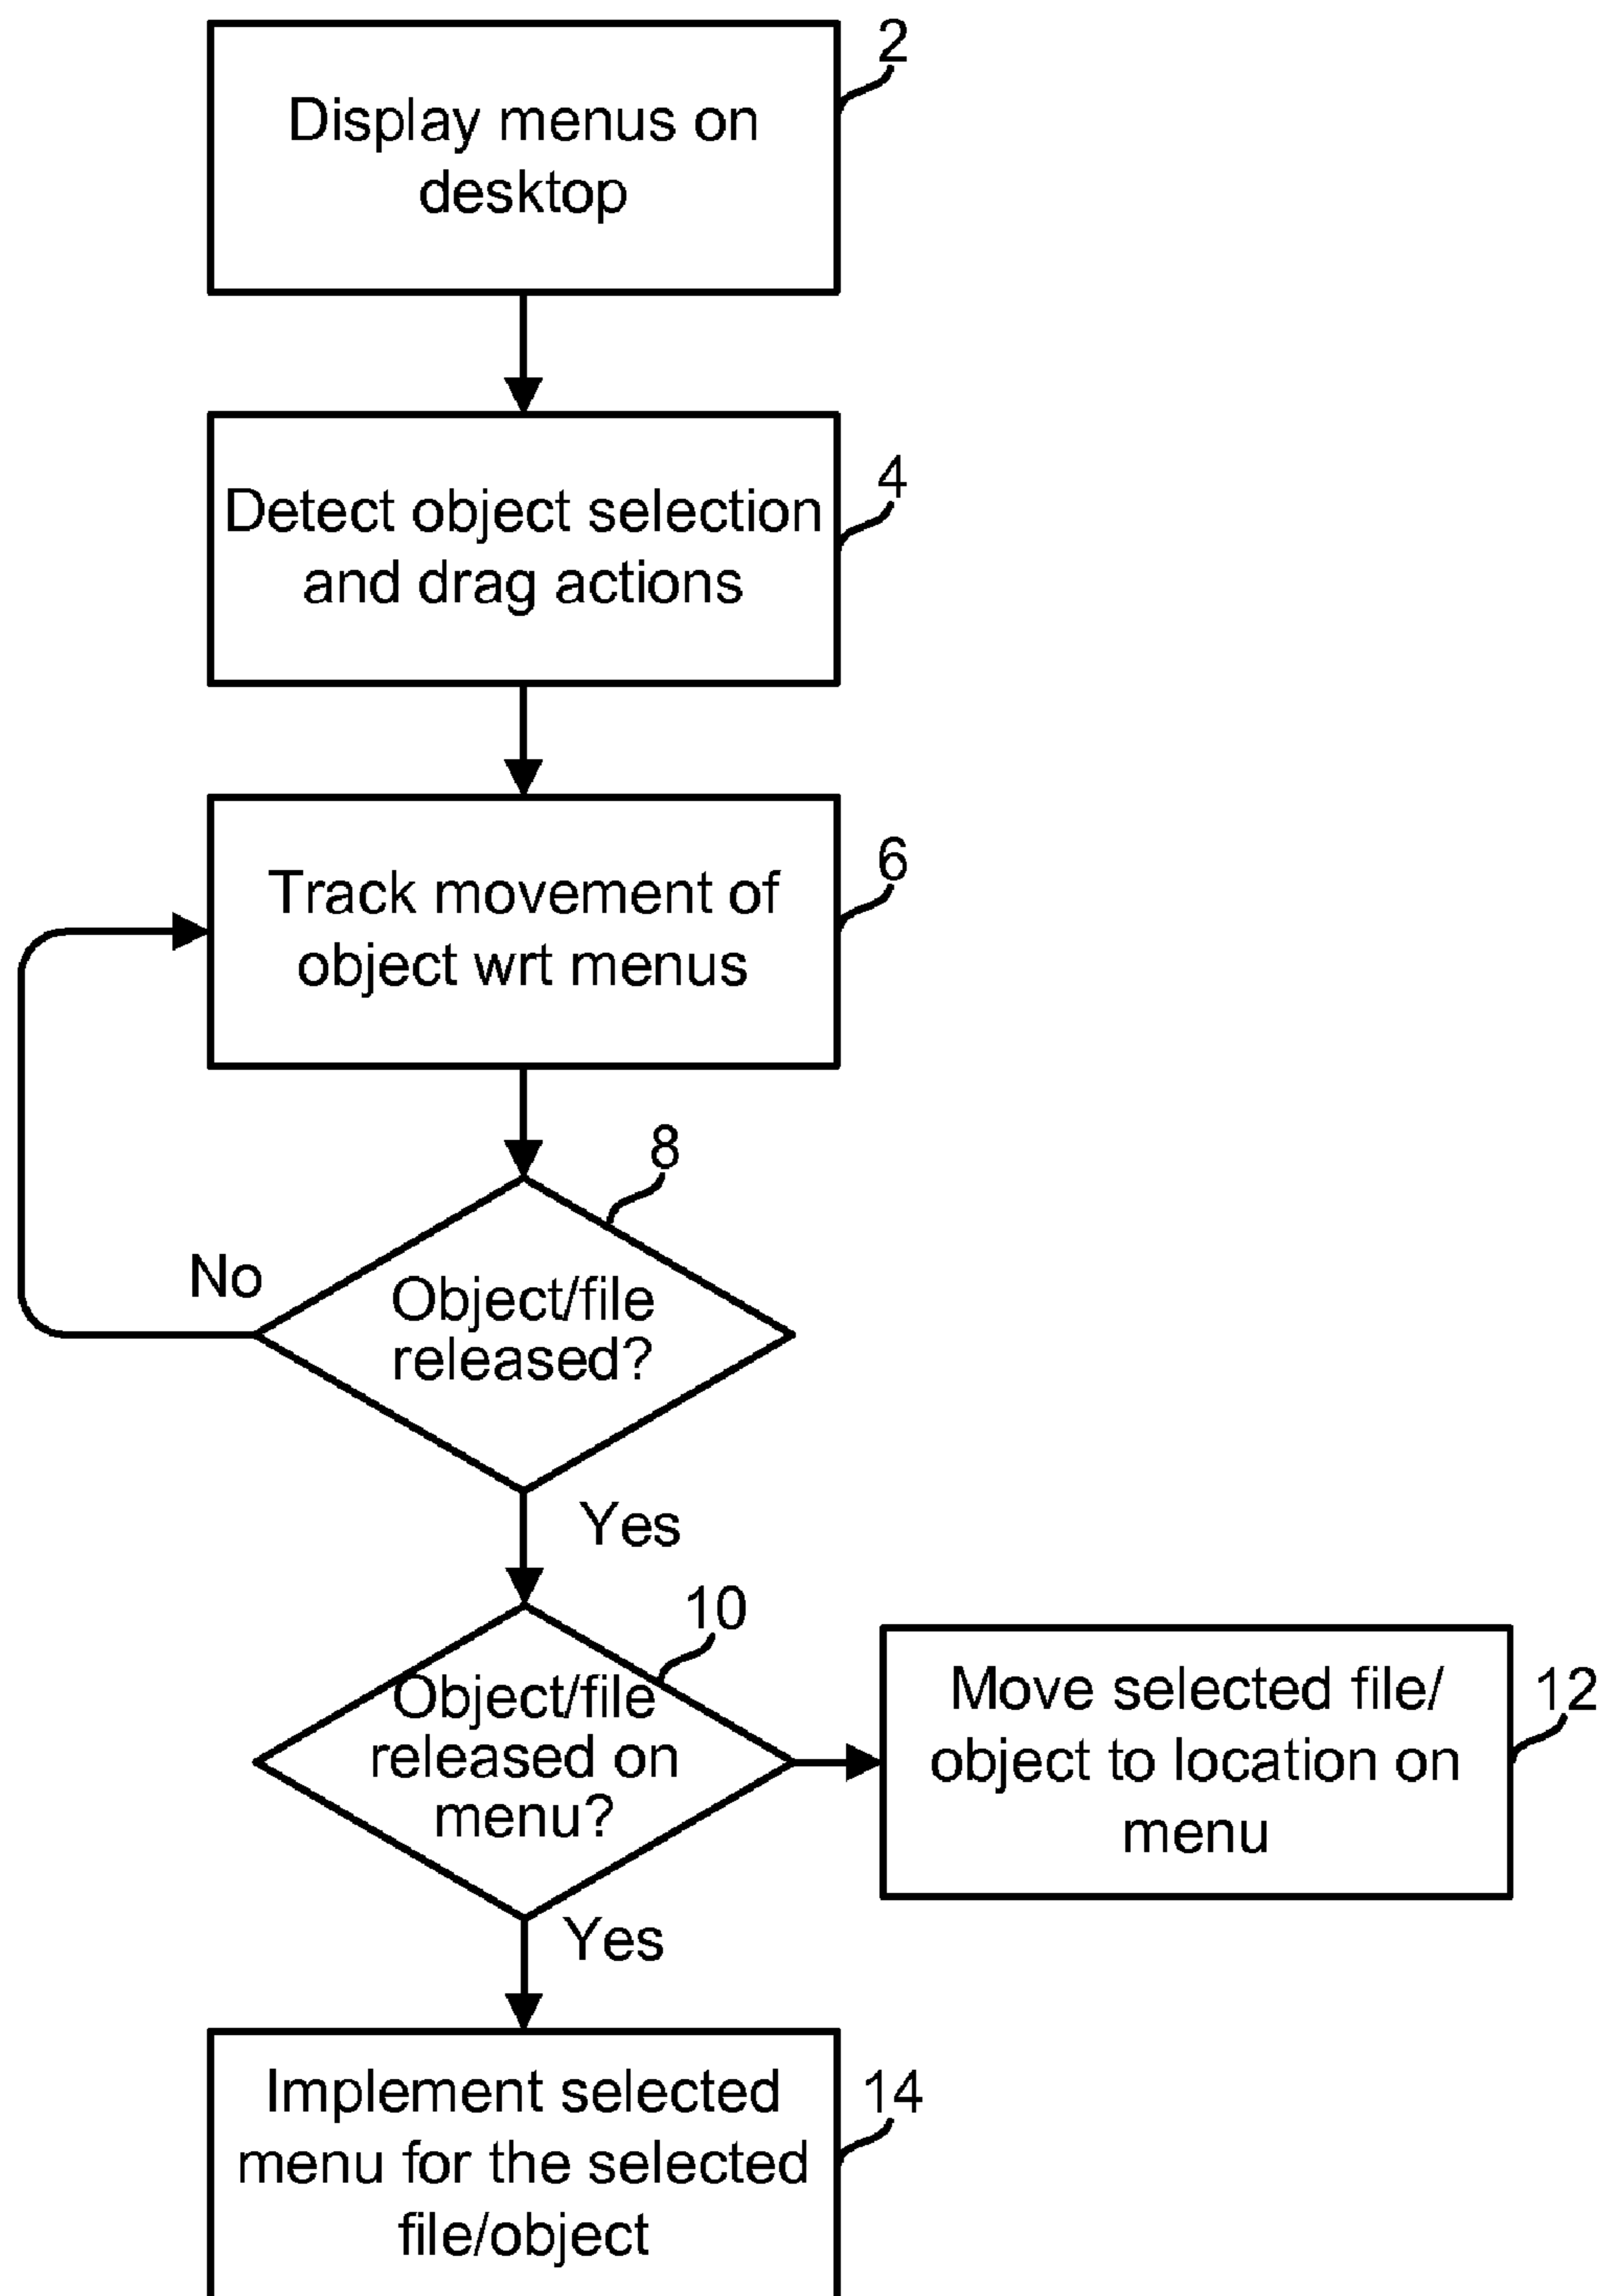 2
Display menus on
desktop
4
Detect object selection
and drag actions
6
Track movement of
object wrt menus
8
No
Object/file
released?
Yes
10
Object/file
released on
menu?
Move selected file/
object to location on
menu
12
Yes
Implement selected
menu for the selected
file/object
14